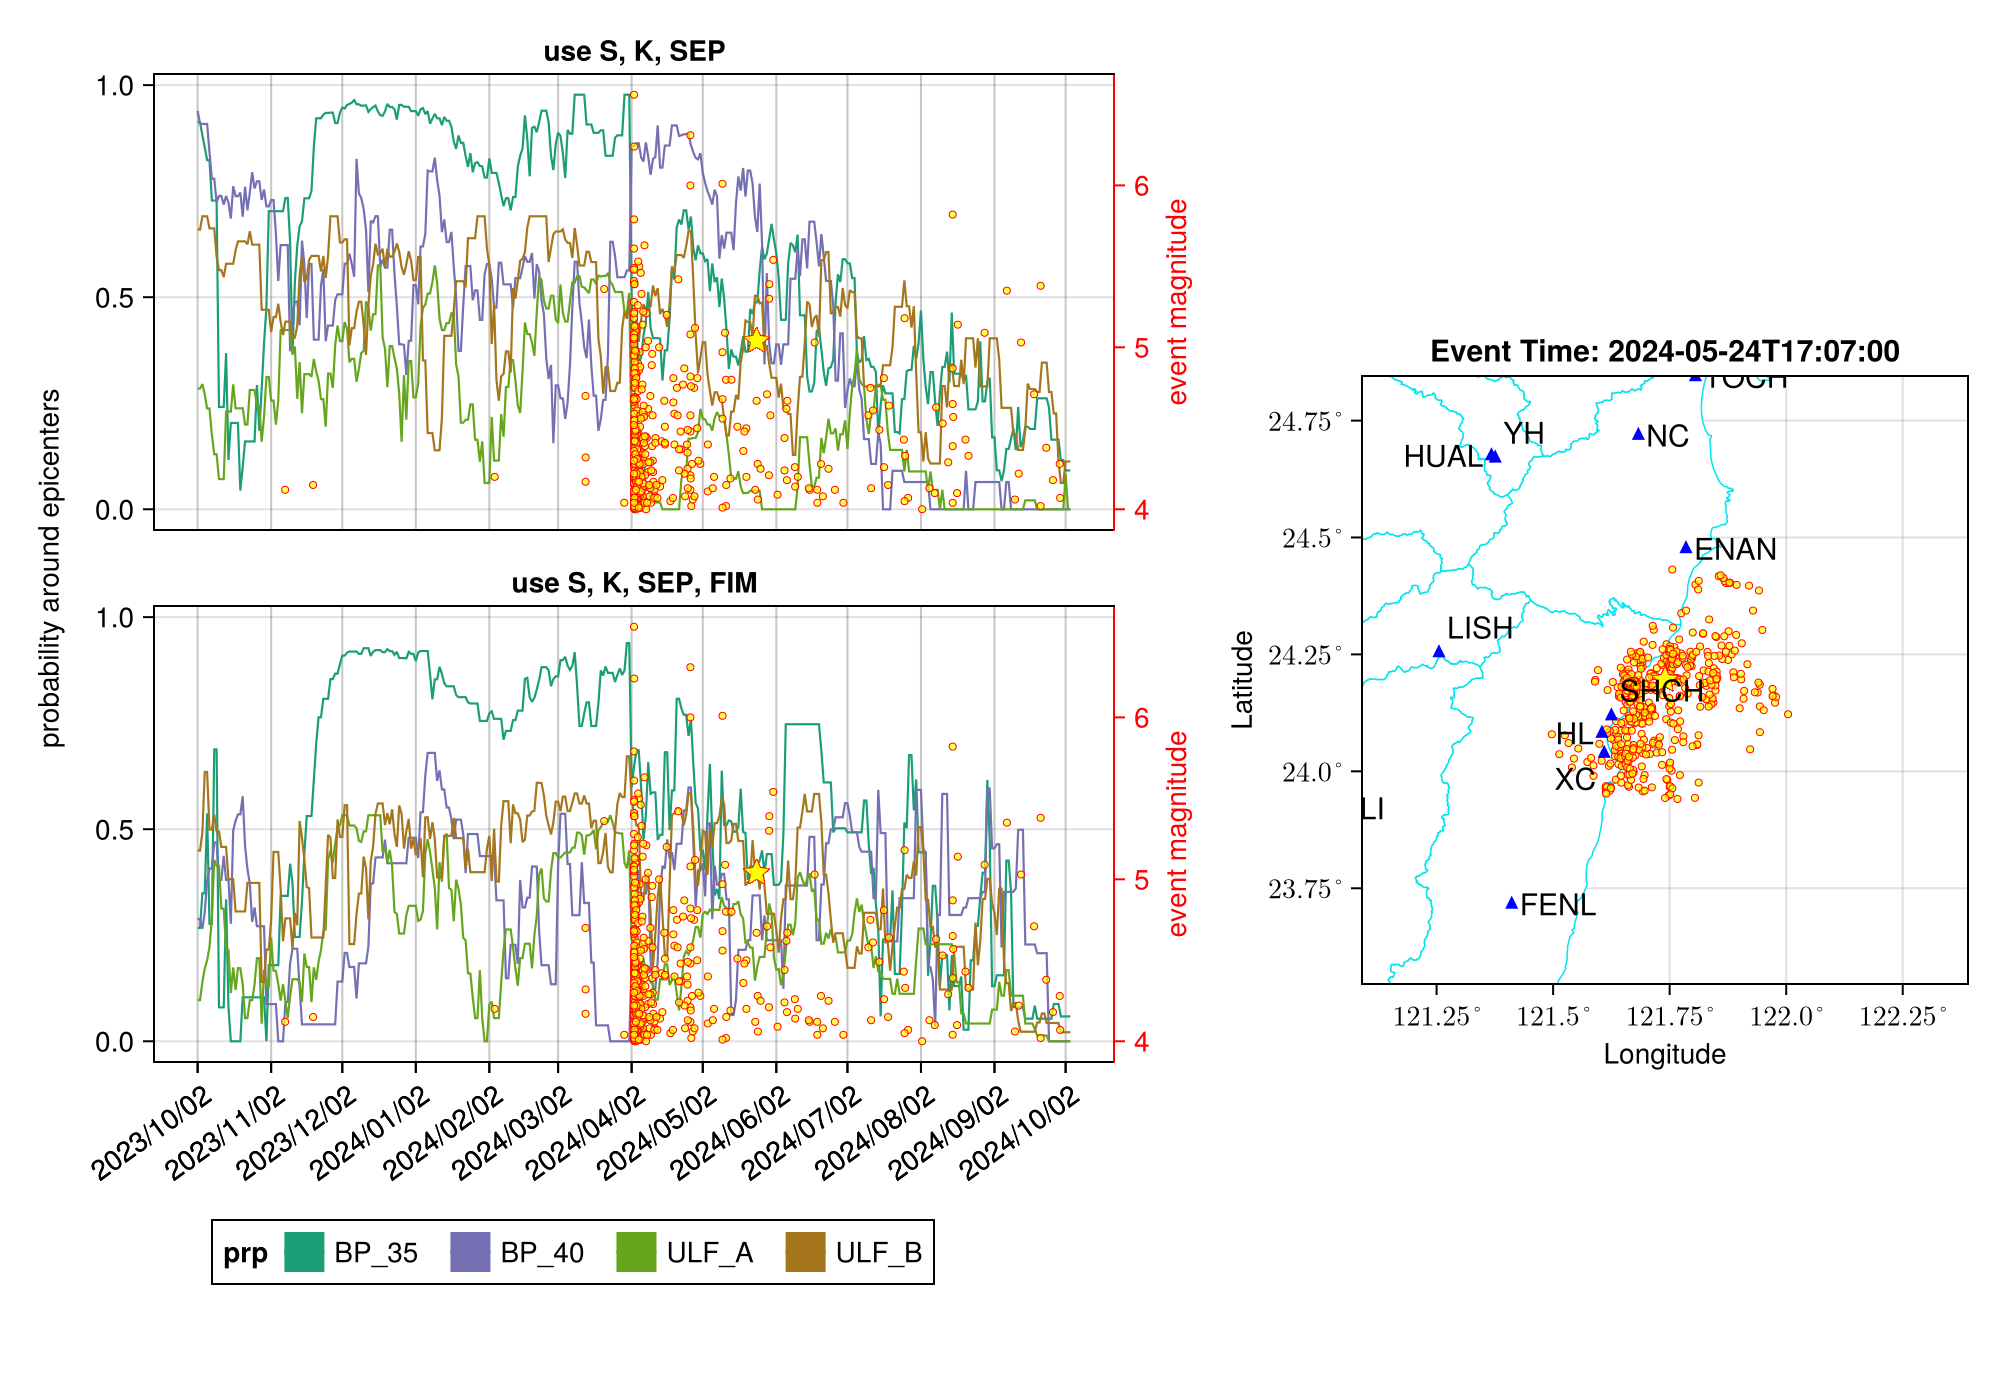 use S, K, SEP
1.0
0.5
0.0
6
5
4
event magnitude
probability around epicenters
use S, K, SEP, FIM
1.0
0.5
0.0
6
5
4
event magnitude
2023/10/02
2023/11/02
2023/12/02
2024/01/02
2024/02/02
2024/03/02
2024/04/02
2024/05/02
2024/06/02
2024/07/02
2024/08/02
2024/09/02
2024/10/02
prp BP_35 BP_40 ULF_A ULF_B
Event Time: 2024-05-24T17:07:00
YH
NC
HUAL
ENAN
LISH
SHCH
HL
XC
LI
FENL
24.75°
24.5°
24.25°
24.0°
23.75°
Latitude
121.25° 121.5° 121.75° 122.0° 122.25°
Longitude